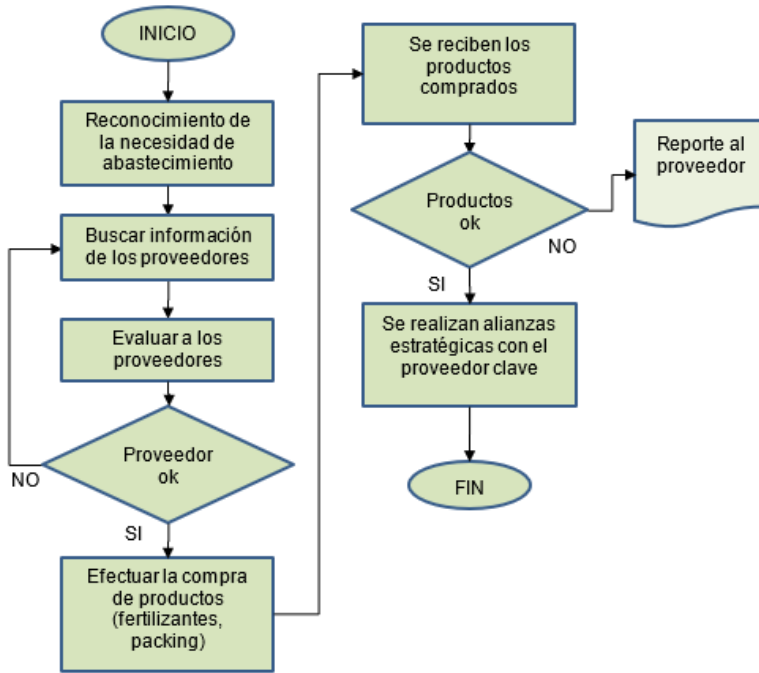 INICIO
Reconocimiento de
la necesidad de
abastecimiento
Buscar información
de los proveedores
Evaluar a los
proveedores
Proveedor
ok
NO
SI
Efectuar la compra
de productos
(fertilizantes,
packing)
Se reciben los
productos
comprados
Productos
ok
NO
Reporte al
proveedor
SI
Se realizan alianzas
estratégicas con el
proveedor clave
FIN